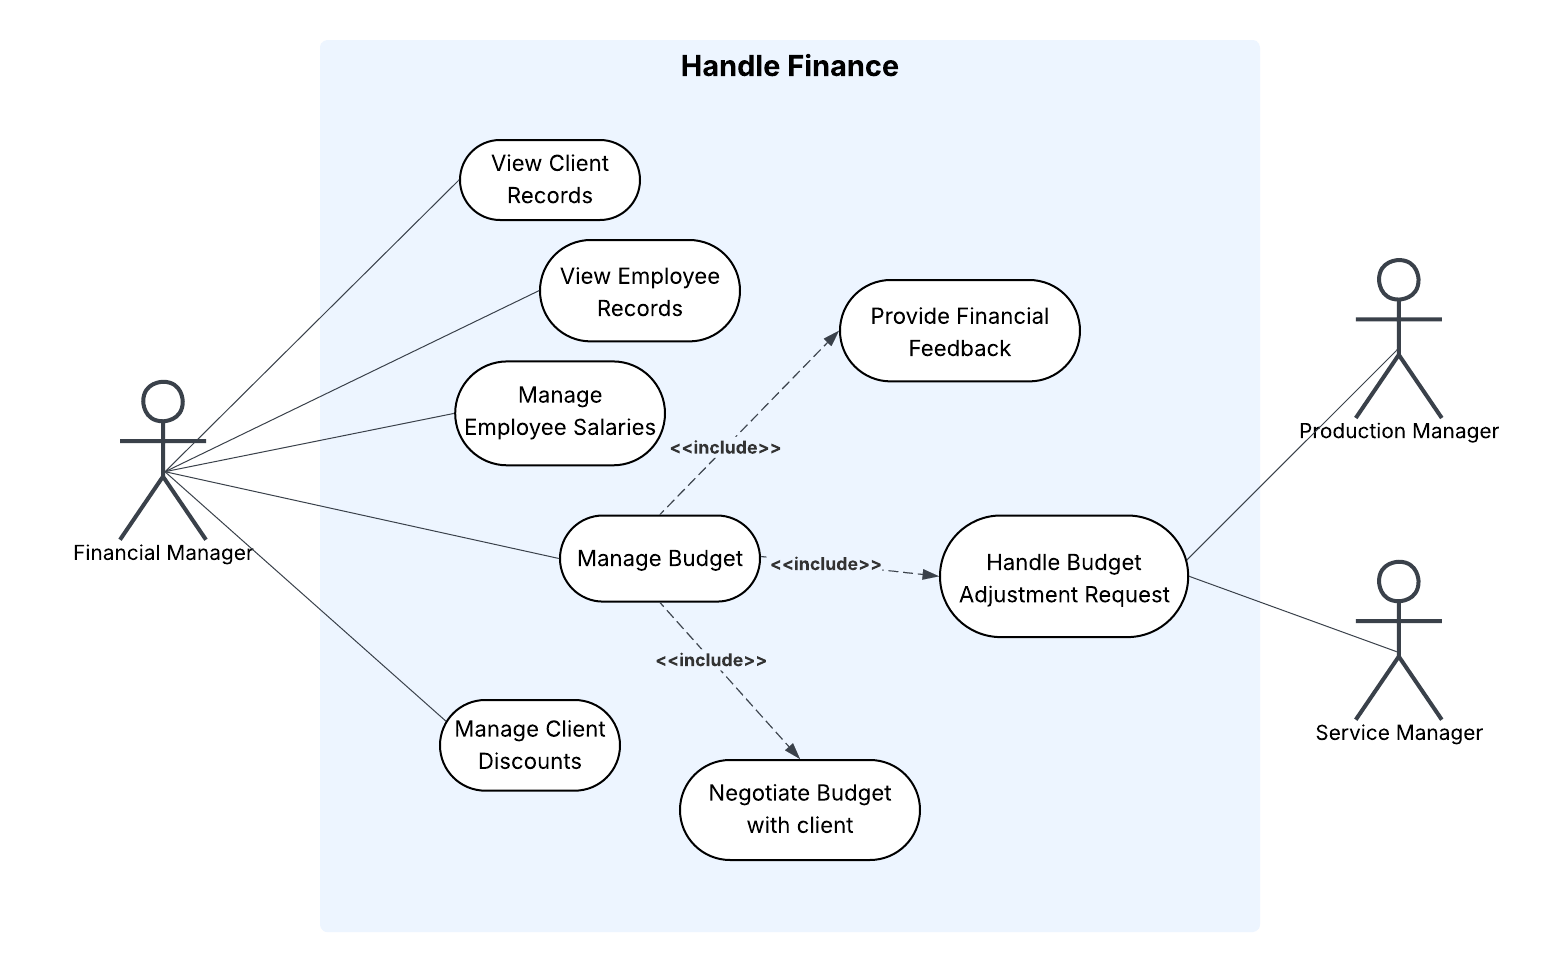 Handle Finance
View Client
Records
View Employee
Records
Provide Financial
Feedback
Manage
Employee Salaries
Production Manager
<<include>>
Financial Manager
Manage Budget
<<include>>
Handle Budget
Adjustment Request
<<include>>
Manage Client
Discounts
Service Manager
Negotiate Budget
with client